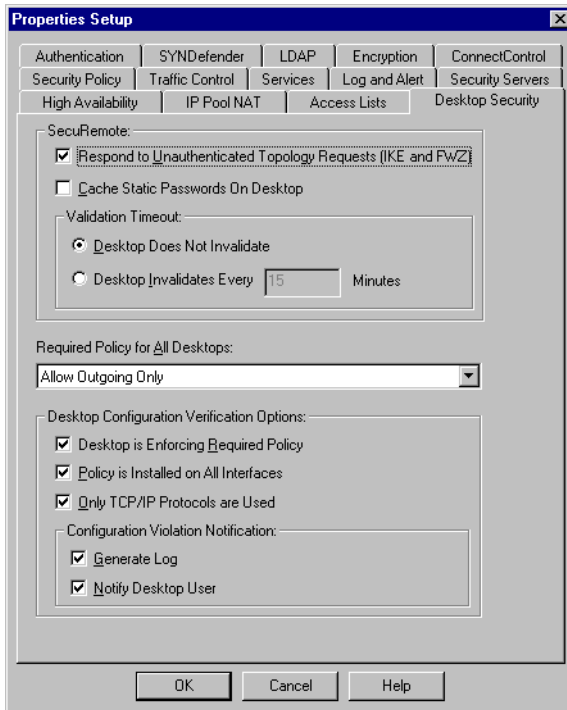 Properties Setup
Authentication SYNDefender LDAP Encryption ConnectControl
Security Policy Traffic Control Services Log and Alert Security Servers
High Availability IP Pool NAT Access Lists Desktop Security
SecuRemote:
Respond to Unauthenticated Topology Requests (IKE and FWZ)
Cache Static Passwords On Desktop
Validation Timeout:
Desktop Does Not Invalidate
Desktop Invalidates Every 15 Minutes
Required Policy for All Desktops:
Allow Outgoing Only
Desktop Configuration Verification Options:
Desktop is Enforcing Required Policy
Policy is Installed on All Interfaces
Only TCP/IP Protocols are Used
Configuration Violation Notification:
Generate Log
Notify Desktop User
OK Cancel Help